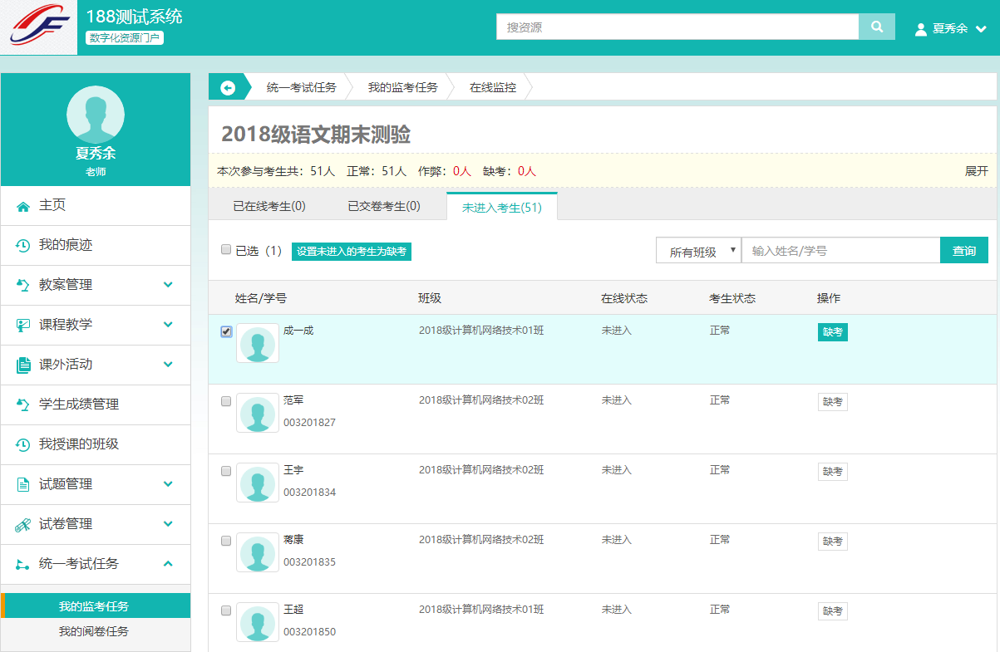 188测试系统
数字化资源门户
搜资源
夏秀余
夏秀余
老师
主页
我的痕迹
教案管理
课程教学
课外活动
学生成绩管理
我授课的班级
试题管理
试卷管理
统一考试任务
我的监考任务
我的阅卷任务
统一考试任务 我的监考任务 在线监控
2018级语文期末测验
本次参与考生共：51人 正常：51人 作弊：0人 缺考：0人 展开
已在线考生(0) 已交卷考生(0) 未进入考生(51)
已选（1） 设置未进入的考生为缺考 所有班级 输入姓名/学号 查询
姓名/学号 班级 在线状态 考生状态 操作
成一成 2018级计算机网络技术01班 未进入 正常 缺考
范军 2018级计算机网络技术02班 未进入 正常 缺考
003201827
王宇 2018级计算机网络技术02班 未进入 正常 缺考
003201834
蒋康 2018级计算机网络技术02班 未进入 正常 缺考
003201835
王超 2018级计算机网络技术01班 未进入 正常 缺考
003201850